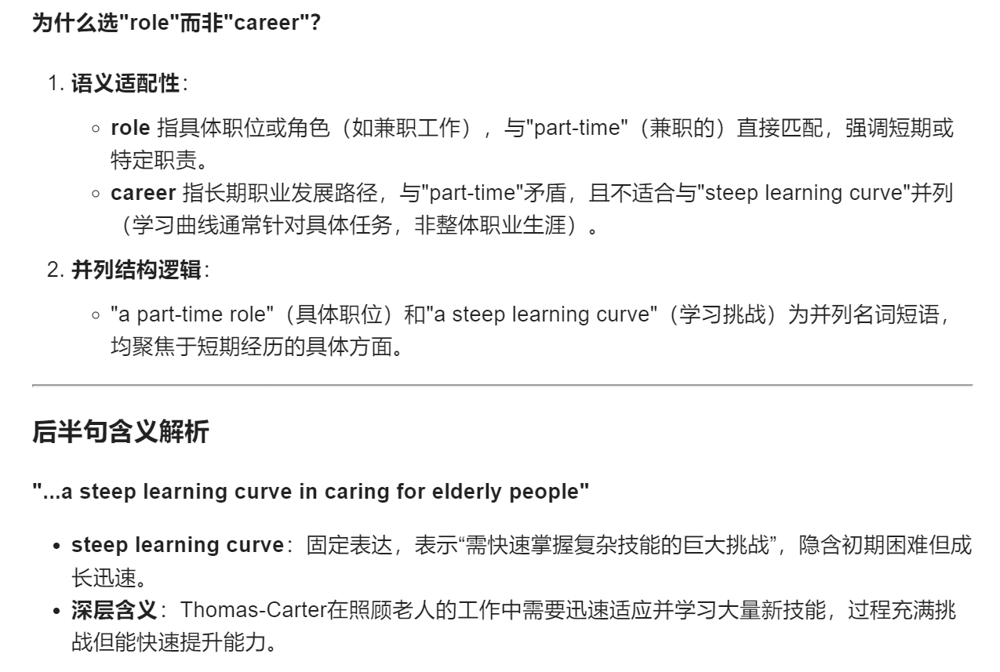 为什么选"role"而非"career"？
1. 语义适配性：
role 指具体职位或角色（如兼职工作），与"part-time"（兼职的）直接匹配，强调短期或
特定职责。
career 指长期职业发展路径，与"part-time"矛盾，且不适合与"steep learning curve"并列
（学习曲线通常针对具体任务，非整体职业生涯）。
2. 并列结构逻辑：
"a part-time role"（具体职位）和"a steep learning curve"（学习挑战）为并列名词短语，
均聚焦于短期经历的具体方面。
后半句含义解析
"...a steep learning curve in caring for elderly people"
steep learning curve：固定表达，表示“需快速掌握复杂技能的巨大挑战”，隐含初期困难但成
长迅速。
深层含义：Thomas-Carter在照顾老人的工作中需要迅速适应并学习大量新技能，过程充满挑
战但能快速提升能力。